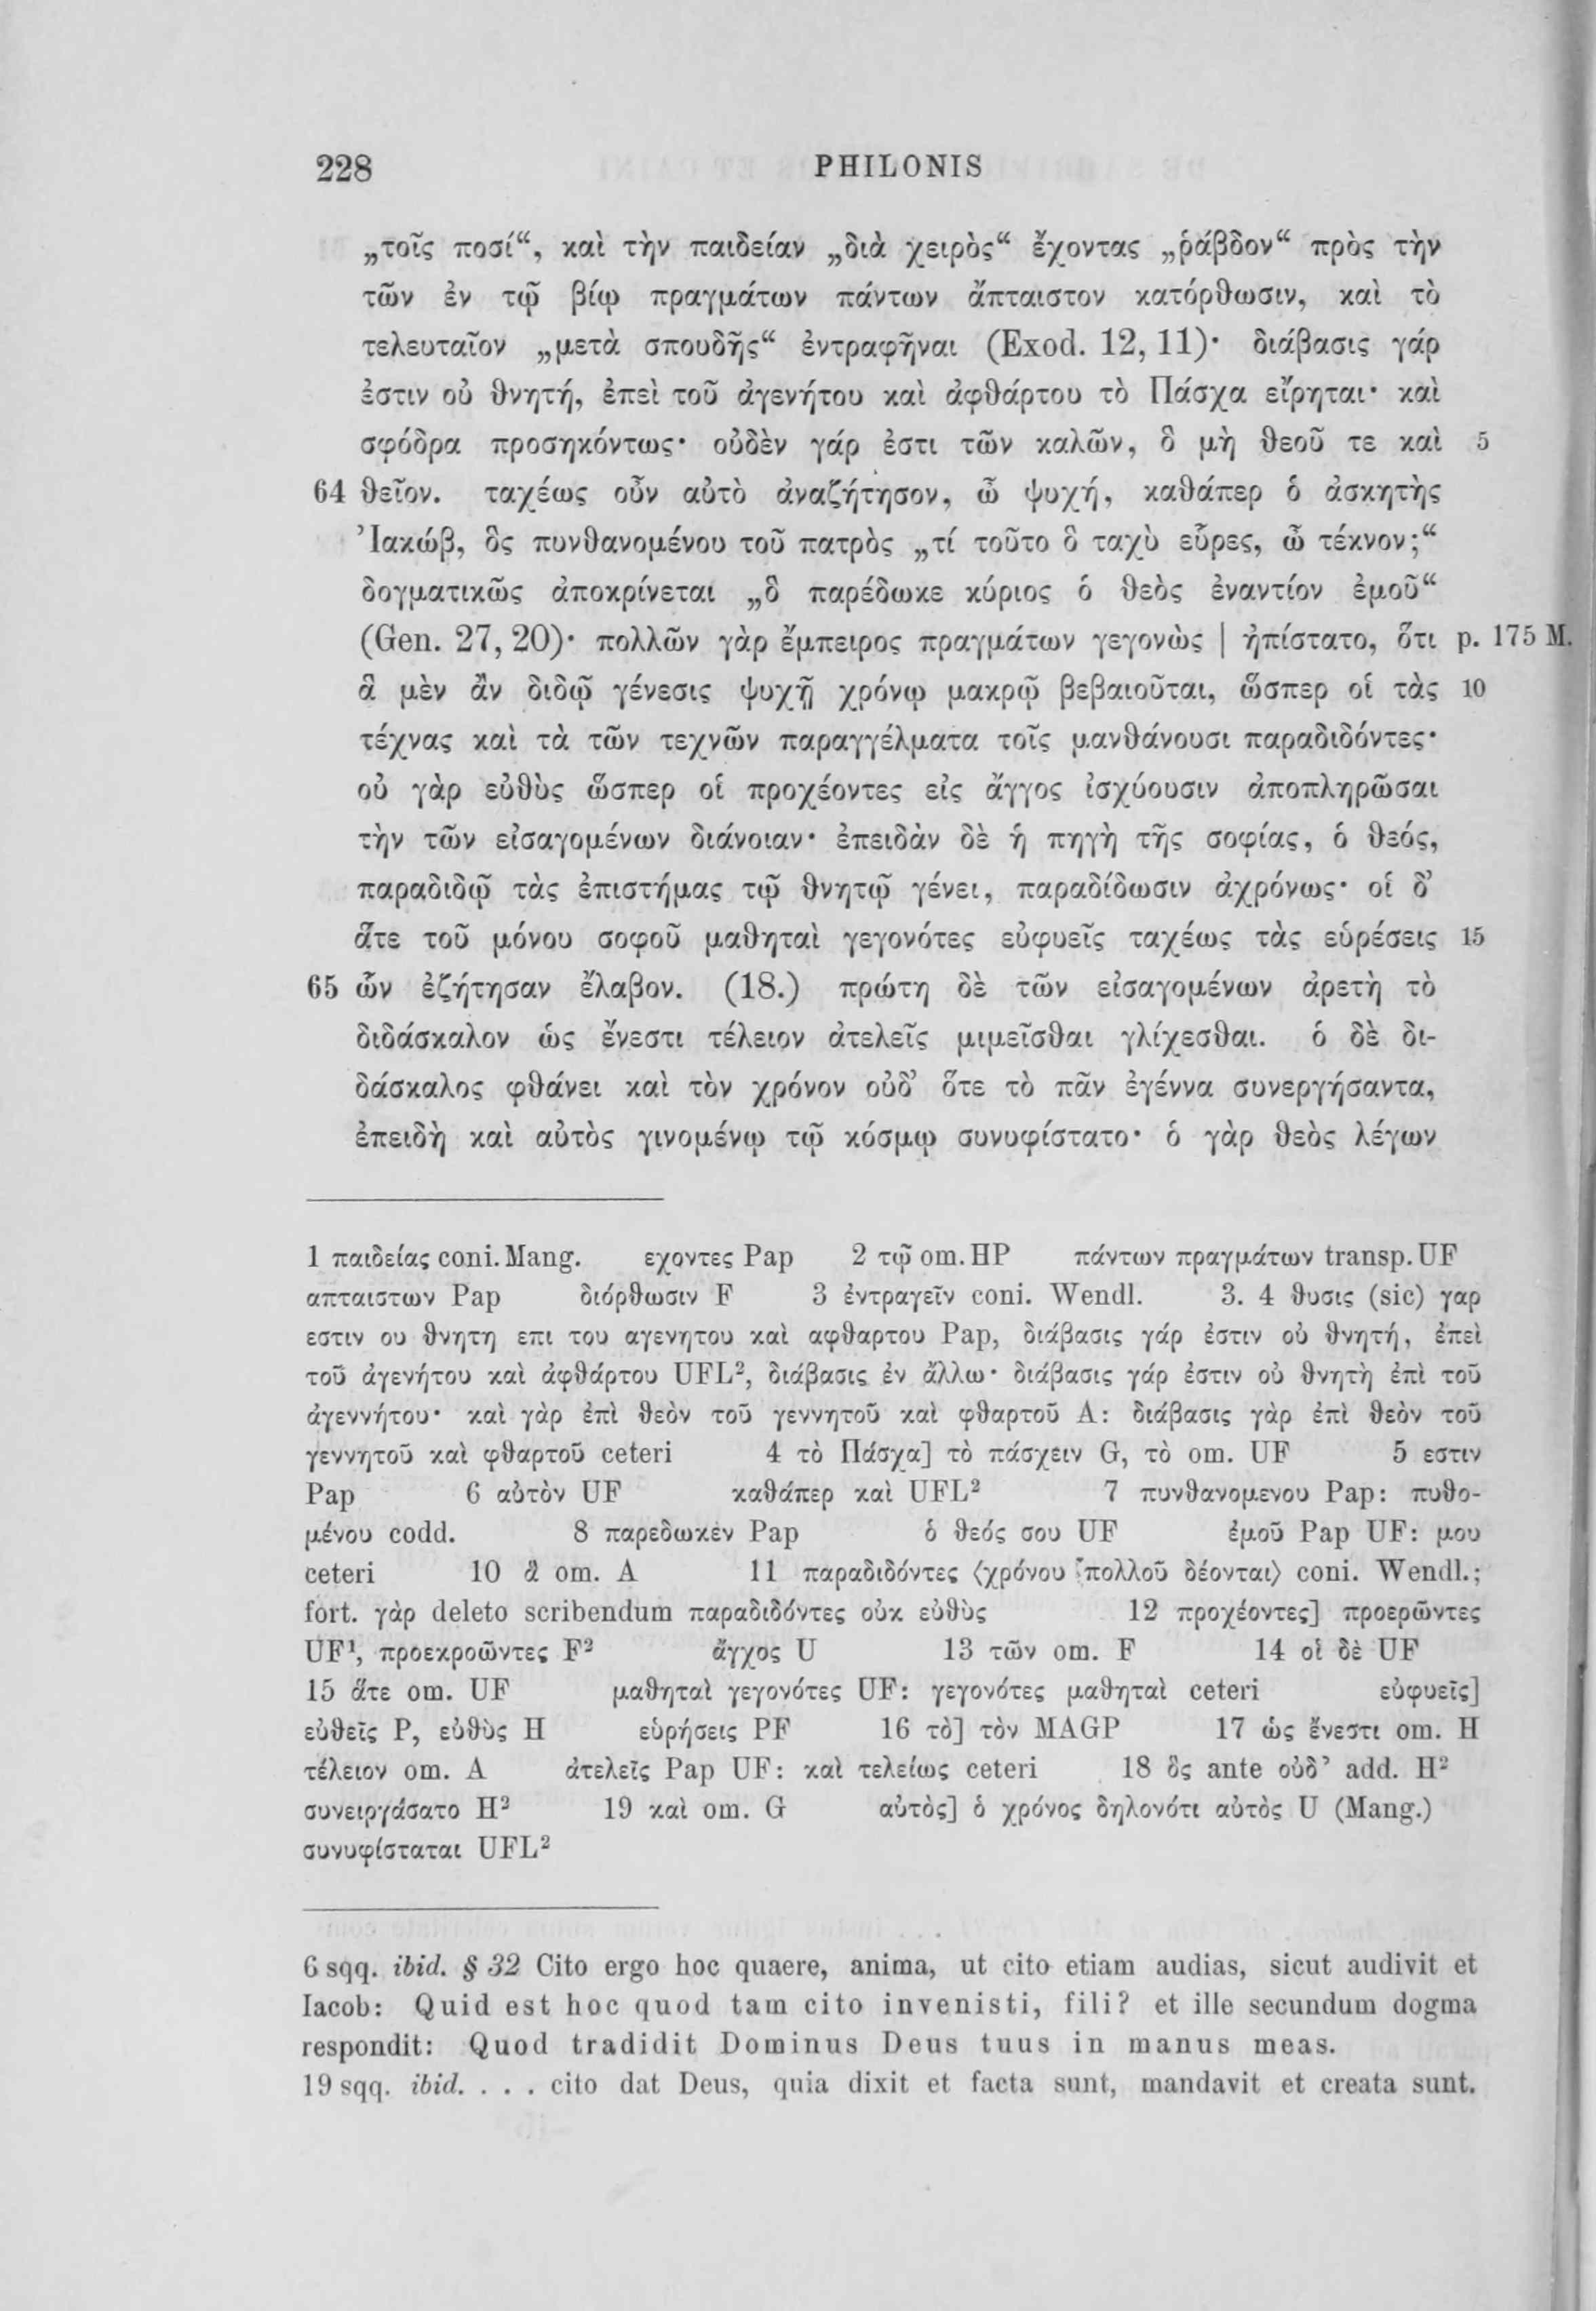 228 PHILONIS
„τοῖς ποσί“, καὶ τὴν παιδείαν „διὰ χειρὸς“ ἔχοντας „ῥάβδον“ πρὸς τὴν
τῶν ἐν τῷ βίῳ πραγμάτων πάντων ἄπταιστον κατόρθωσιν, καὶ τὸ
τελευταῖον „μετὰ σπουδῆς“ ἐντραφῆναι (Exod. 12, 11)· διάβασις γάρ
ἐστιν οὐ θνητή, ἐπεὶ τοῦ ἀγενήτου καὶ ἀφθάρτου τὸ Πάσχα εἴρηται· καὶ
σφόδρα προσηκόντως· οὐδὲν γάρ ἐστι τῶν καλῶν, ὃ μὴ θεοῦ τε καὶ 5
64 θεῖον. ταχέως οὖν αὐτὸ ἀναζήτησον, ὦ ψυχή, καθάπερ ὁ ἀσκητὴς
Ἰακώβ, ὃς πυνθανομένου τοῦ πατρὸς „τί τοῦτο ὃ ταχὺ εὗρες, ὦ τέκνον;“
δογματικῶς ἀποκρίνεται „ὃ παρέδωκε κύριος ὁ θεὸς ἐναντίον ἐμοῦ“
(Gen. 27, 20)· πολλῶν γὰρ ἔμπειρος πραγμάτων γεγονὼς | ἠπίστατο, ὅτι p. 175 M.
ἃ μὲν ἂν διδῷ γένεσις ψυχῇ χρόνῳ μακρῷ βεβαιοῦται, ὥσπερ οἱ τὰς 10
τέχνας καὶ τὰ τῶν τεχνῶν παραγγέλματα τοῖς μανθάνουσι παραδιδόντες·
οὐ γὰρ εὐθὺς ὥσπερ οἱ προχέοντες εἰς ἄγγος ἰσχύουσιν ἀποπληρῶσαι
τὴν τῶν εἰσαγομένων διάνοιαν· ἐπειδὰν δὲ ἡ πηγὴ τῆς σοφίας, ὁ θεός,
παραδιδῷ τὰς ἐπιστήμας τῷ θνητῷ γένει, παραδίδωσιν ἀχρόνως· οἱ δ’
ἅτε τοῦ μόνου σοφοῦ μαθηταὶ γεγονότες εὐφυεῖς ταχέως τὰς εὑρέσεις 15
65 ὧν ἐζήτησαν ἔλαβον. (18.) πρώτη δὲ τῶν εἰσαγομένων ἀρετὴ τὸ
διδάσκαλον ὡς ἔνεστι τέλειον ἀτελεῖς μιμεῖσθαι γλίχεσθαι. ὁ δὲ δι-
δάσκαλος φθάνει καὶ τὸν χρόνον οὐδ’ ὅτε τὸ πᾶν ἐγέννα συνεργήσαντα,
ἐπειδὴ καὶ αὐτὸς γινομένῳ τῷ κόσμῳ συνυφίστατο· ὁ γὰρ θεὸς λέγων
1 παιδείας coni. Mang. εχοντες Pap 2 τῷ om. HP πάντων πραγμάτων transp. UF
απταιστων Pap διόρθωσιν F 3 ἐντραγεῖν coni. Wendl. 3. 4 θυσις (sic) γαρ
εστιν ου θνητη επι του αγενητου καὶ αφθαρτου Pap, διάβασις γάρ ἐστιν οὐ θνητή, ἐπεὶ
τοῦ ἀγενήτου καὶ ἀφθάρτου UFL², διάβασις ἐν ἄλλω· διάβασις γάρ ἐστιν οὐ θνητὴ ἐπὶ τοῦ
ἀγεννήτου· καὶ γὰρ ἐπὶ θεὸν τοῦ γεννητοῦ καὶ φθαρτοῦ A: διάβασις γὰρ ἐπὶ θεὸν τοῦ
γεννητοῦ καὶ φθαρτοῦ ceteri 4 τὸ Πάσχα] τὸ πάσχειν G, τὸ om. UF 5 εστιν
Pap 6 αὐτὸν UF καθάπερ καὶ UFL² 7 πυνθανομενου Pap: πυθο-
μένου codd. 8 παρεδωκεν Pap ὁ θεός σου UF ἐμοῦ Pap UF: μου
ceteri 10 ἃ om. A 11 παραδιδόντες ⟨χρόνου πολλοῦ δέονται⟩ coni. Wendl.;
fort. γὰρ deleto scribendum παραδιδόντες οὐκ εὐθὺς 12 προχέοντες] προερῶντες
UF¹, προεκροῶντες F² ἄγχος U 13 τῶν om. F 14 οἱ δὲ UF
15 ἅτε om. UF μαθηταὶ γεγονότες UF: γεγονότες μαθηταὶ ceteri εὐφυεῖς]
εὐθεῖς P, εὐθὺς H εὑρήσεις PF 16 τὸ] τὸν MAGP 17 ὡς ἔνεστι om. H
τέλειον om. A ἀτελεῖς Pap UF: καὶ τελείως ceteri 18 ὃς ante οὐδ’ add. H²
συνειργάσατο H² 19 καὶ om. G αὐτὸς] ὁ χρόνος δηλονότι αὐτὸς U (Mang.)
συνυφίσταται UFL²
6 sqq. ibid. § 32 Cito ergo hoc quaere, anima, ut cito etiam audias, sicut audivit et
Iacob: Quid est hoc quod tam cito invenisti, fili? et ille secundum dogma
respondit: Quod tradidit Dominus Deus tuus in manus meas.
19 sqq. ibid. . . . cito dat Deus, quia dixit et facta sunt, mandavit et creata sunt.